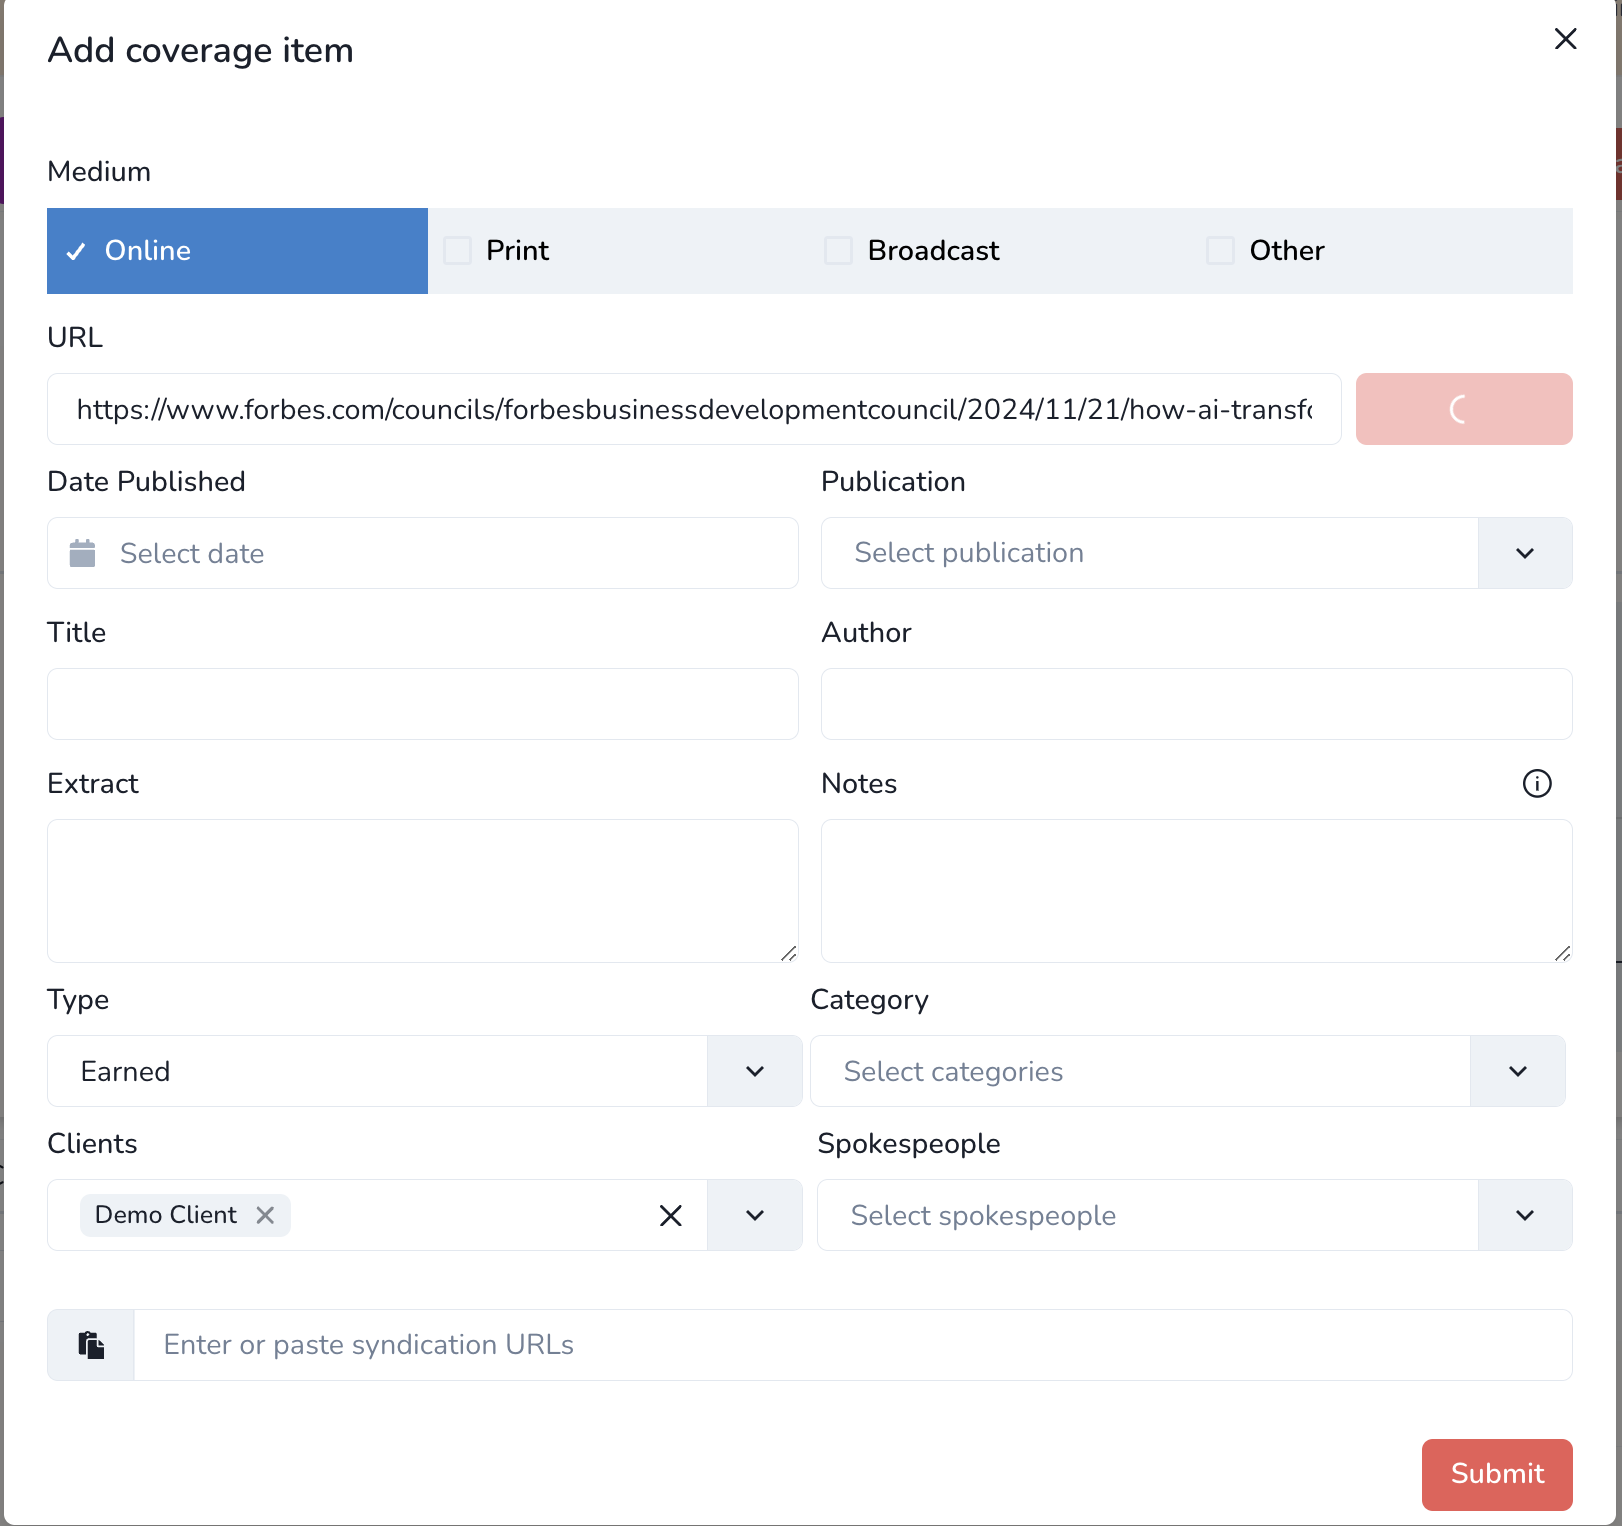 Add coverage item
Medium
Online
Print
Broadcast
Other
URL
https://www.forbes.com/councils/forbesbusinessdevelopmentcouncil/2024/11/21/how-ai-transfo
Date Published
Publication
Select date
Select publication
Title
Author
Extract
Notes
Type
Category
Earned
Select categories
Clients
Spokespeople
Demo Client
Select spokespeople
Enter or paste syndication URLs
Submit